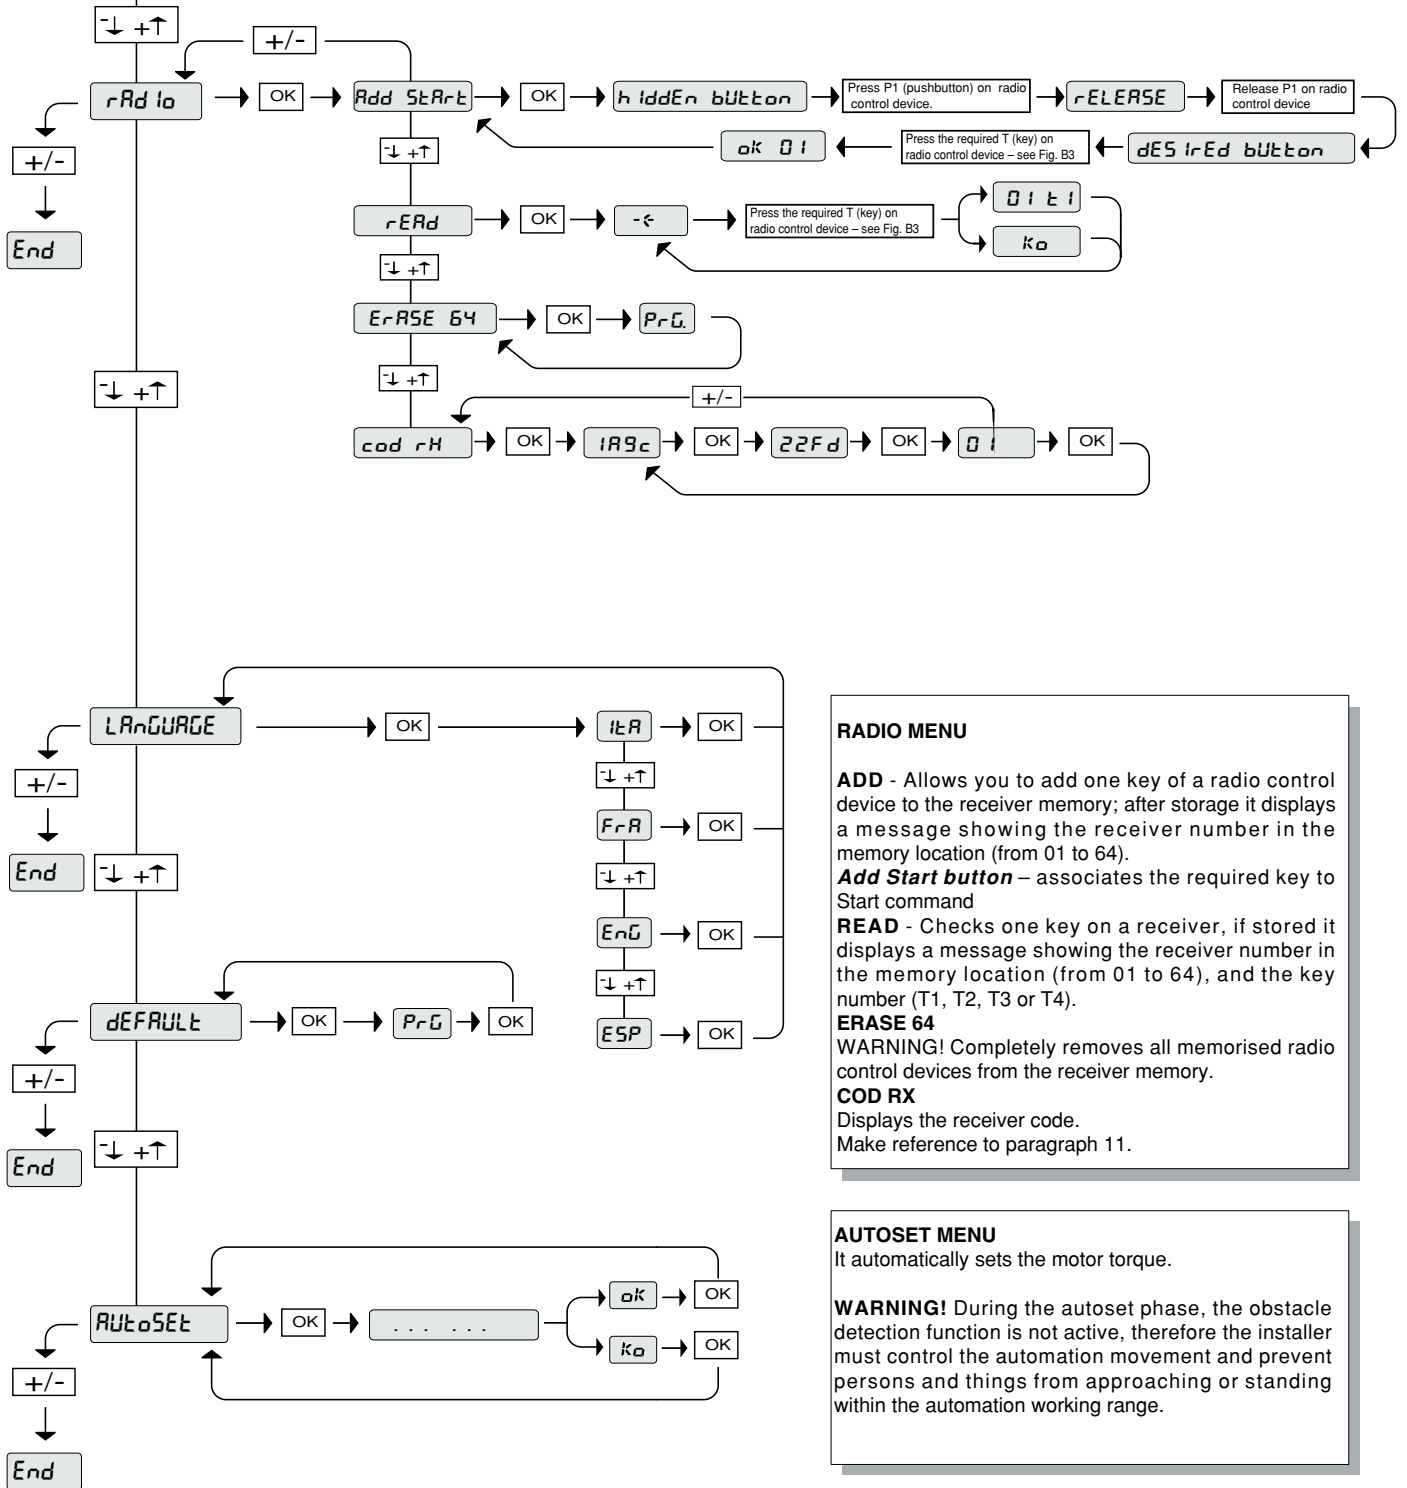 -↓ +↑
+/-
rAdIo
OK
Add StArt
OK
hIddEn bUtton
Press P1 (pushbutton) on radio
control device.
rELEASE
Release P1 on radio
control device
+/-
-↓ +↑
ok 01
Press the required T (key) on
radio control device – see Fig. B3
dESIrEd bUtton
End
rEAd
OK
-<-
Press the required T (key) on
radio control device – see Fig. B3
01 t1
Ko
-↓ +↑
ErASE 64
OK
PrG.
-↓ +↑
-↓ +↑
+/-
cod rH
OK
1A9c
OK
22Fd
OK
01
OK
LAnGUAGE
OK
ItA
OK
+/-
-↓ +↑
FrA
OK
End
-↓ +↑
-↓ +↑
EnG
OK
-↓ +↑
dEFAULt
OK
PrG
OK
ESP
OK
+/-
End
-↓ +↑
AUtoSEt
OK
... ...
ok
OK
Ko
OK
+/-
End
RADIO MENU
ADD - Allows you to add one key of a radio control
device to the receiver memory; after storage it displays
a message showing the receiver number in the
memory location (from 01 to 64).
Add Start button – associates the required key to
Start command
READ - Checks one key on a receiver, if stored it
displays a message showing the receiver number in
the memory location (from 01 to 64), and the key
number (T1, T2, T3 or T4).
ERASE 64
WARNING! Completely removes all memorised radio
control devices from the receiver memory.
COD RX
Displays the receiver code.
Make reference to paragraph 11.
AUTOSET MENU
It automatically sets the motor torque.
WARNING! During the autoset phase, the obstacle
detection function is not active, therefore the installer
must control the automation movement and prevent
persons and things from approaching or standing
within the automation working range.